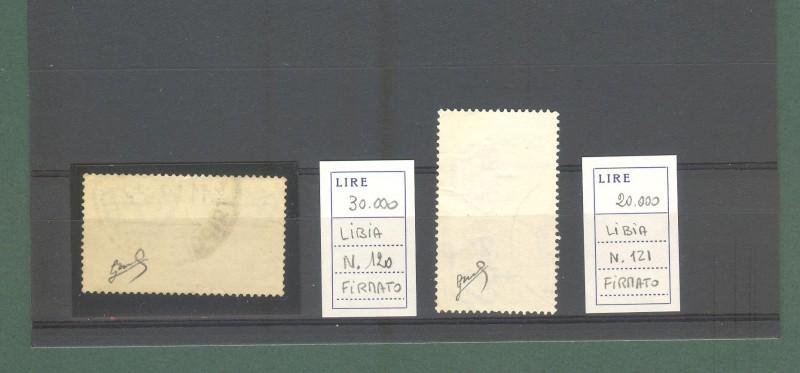 LIRE
30.000
LIBIA
N. 120
FIRMATO
LIRE
20.000
LIBIA
N. 121
FIRMATO